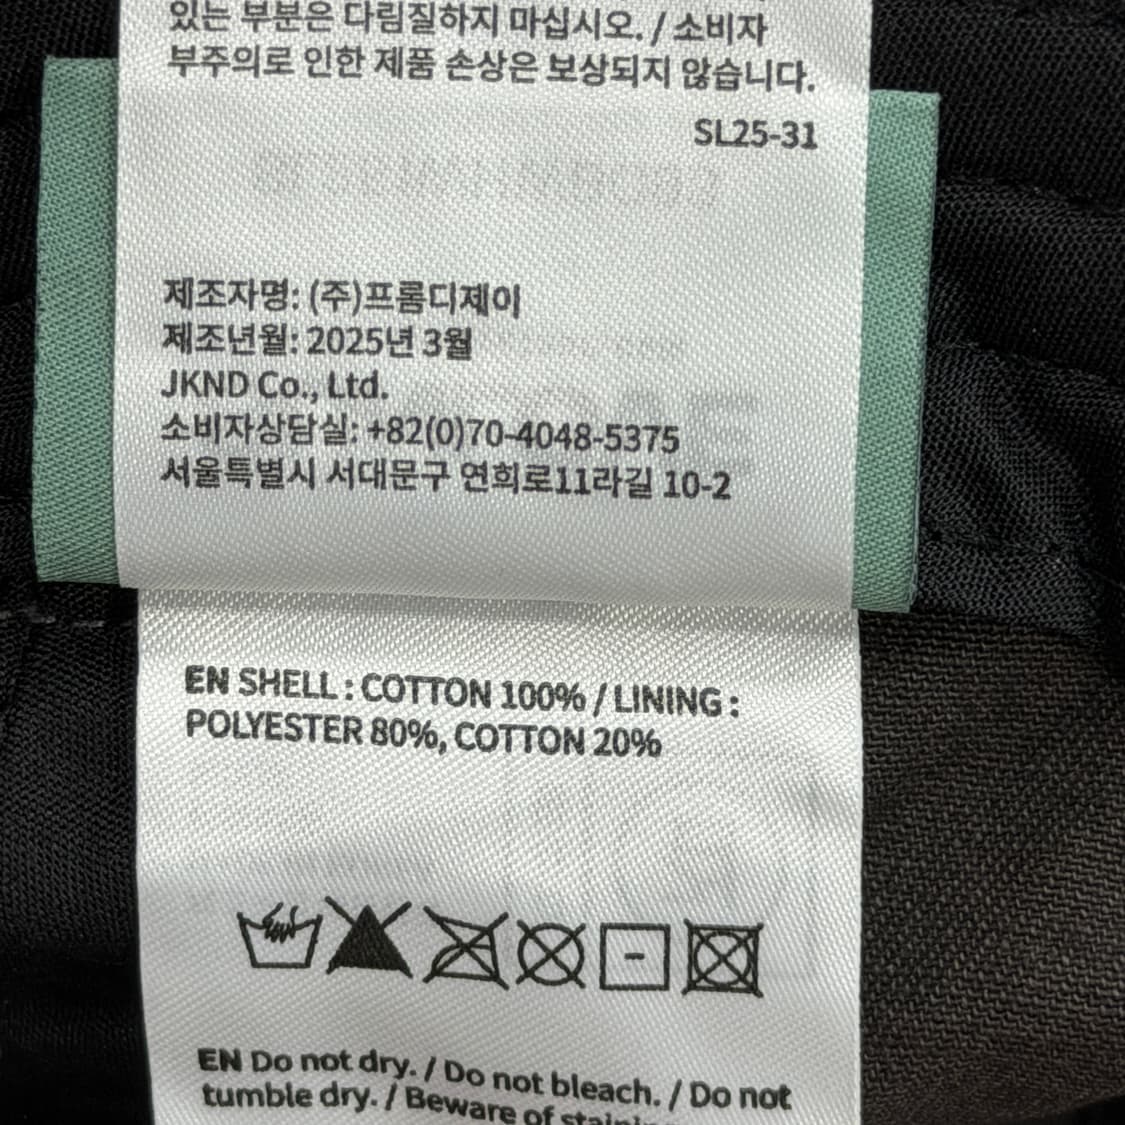 있는 부분은 다림질하지 마십시오. / 소비자
부주의로 인한 제품 손상은 보상되지 않습니다.
SL25-31
제조자명: (주)프롬디제이
제조년월: 2025년 3월
JKND Co., Ltd.
소비자상담실: +82(0)70-4048-5375
서울특별시 서대문구 연희로11라길 10-2
EN SHELL : COTTON 100% / LINING :
POLYESTER 80%, COTTON 20%
EN Do not dry. / Do not bleach. / Do not
tumble dry. / Beware of